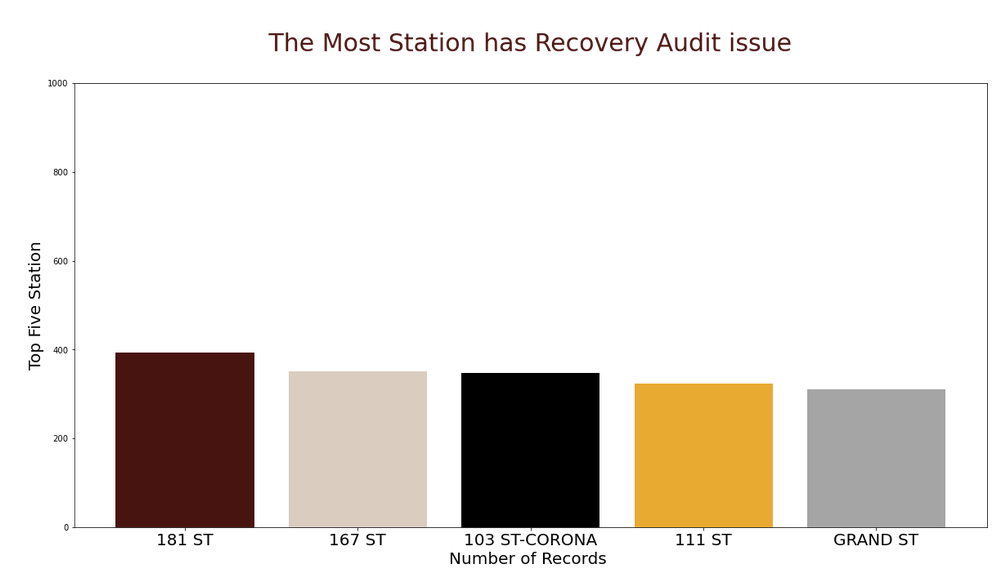 The Most Station has Recovery Audit issue
1000
800
600
400
200
0
Top Five Station
181 ST
167 ST
103 ST-CORONA
111 ST
GRAND ST
Number of Records